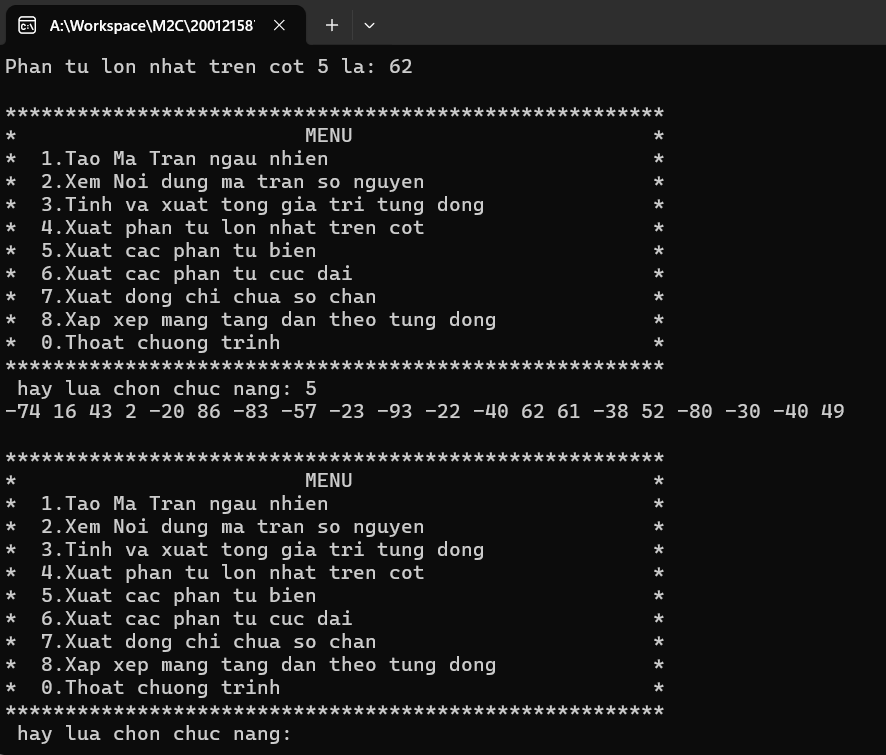 A:\Workspace\M2C\20012158
Phan tu lon nhat tren cot 5 la: 62
*******************************************************
* MENU *
* 1.Tao Ma Tran ngau nhien *
* 2.Xem Noi dung ma tran so nguyen *
* 3.Tinh va xuat tong gia tri tung dong *
* 4.Xuat phan tu lon nhat tren cot *
* 5.Xuat cac phan tu bien *
* 6.Xuat cac phan tu cuc dai *
* 7.Xuat dong chi chua so chan *
* 8.Xap xep mang tang dan theo tung dong *
* 0.Thoat chuong trinh *
*******************************************************
hay lua chon chuc nang: 5
-74 16 43 2 -20 86 -83 -57 -23 -93 -22 -40 62 61 -38 52 -80 -30 -40 49
*******************************************************
* MENU *
* 1.Tao Ma Tran ngau nhien *
* 2.Xem Noi dung ma tran so nguyen *
* 3.Tinh va xuat tong gia tri tung dong *
* 4.Xuat phan tu lon nhat tren cot *
* 5.Xuat cac phan tu bien *
* 6.Xuat cac phan tu cuc dai *
* 7.Xuat dong chi chua so chan *
* 8.Xap xep mang tang dan theo tung dong *
* 0.Thoat chuong trinh *
*******************************************************
hay lua chon chuc nang: